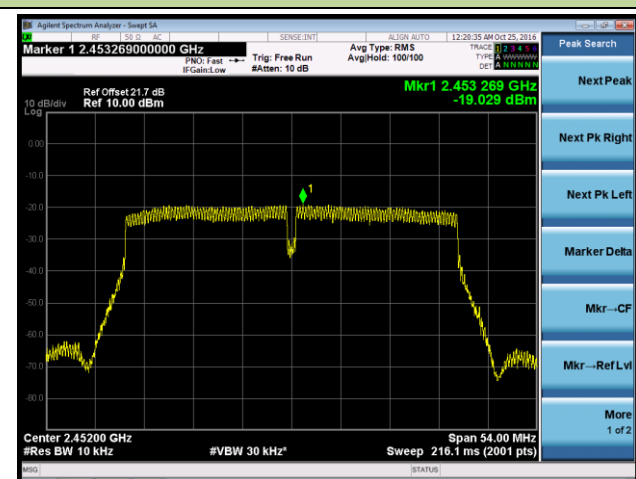 Agilent Spectrum Analyzer - Swept SA
RF 50 Ω AC SENSE:INT ALIGN AUTO 12:20:35 AM Oct 25, 2016
Marker 1 2.453269000000 GHz
PNO: Fast Trig: Free Run Avg Type: RMS TRACE 1 2 3 4 5 6
IFGain:Low #Atten: 10 dB Avg|Hold: 100/100 TYPE A WWWWW
DET A N N N N N
Mkr1 2.453 269 GHz
-19.029 dBm
Ref Offset 21.7 dB
10 dB/div Ref 10.00 dBm
Log
1
0.00
-10.0
-20.0
-30.0
-40.0
-50.0
-60.0
-70.0
-80.0
Center 2.45200 GHz Span 54.00 MHz
#Res BW 10 kHz #VBW 30 kHz* Sweep 216.1 ms (2001 pts)
MSG STATUS
Peak Search
Next Peak
Next Pk Right
Next Pk Left
Marker Delta
Mkr→CF
Mkr→Ref Lvl
More
1 of 2